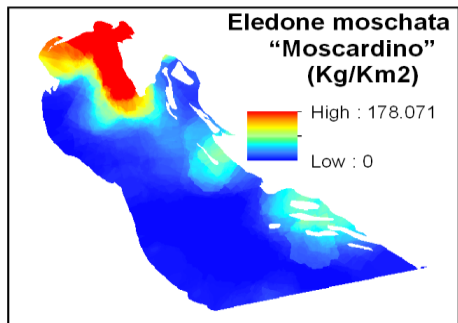 Eledone moschata
“Moscardino”
(Kg/Km2)
High : 178.071
Low : 0